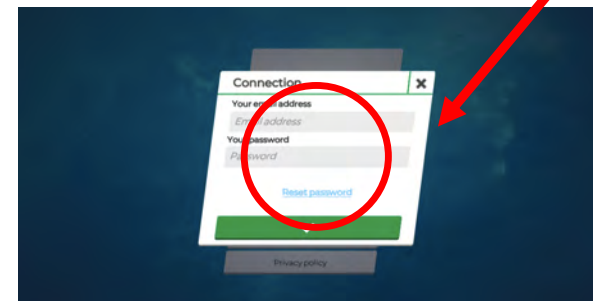 Connection
Your email address
Email address
Your password
Password
Reset password
Privacy policy